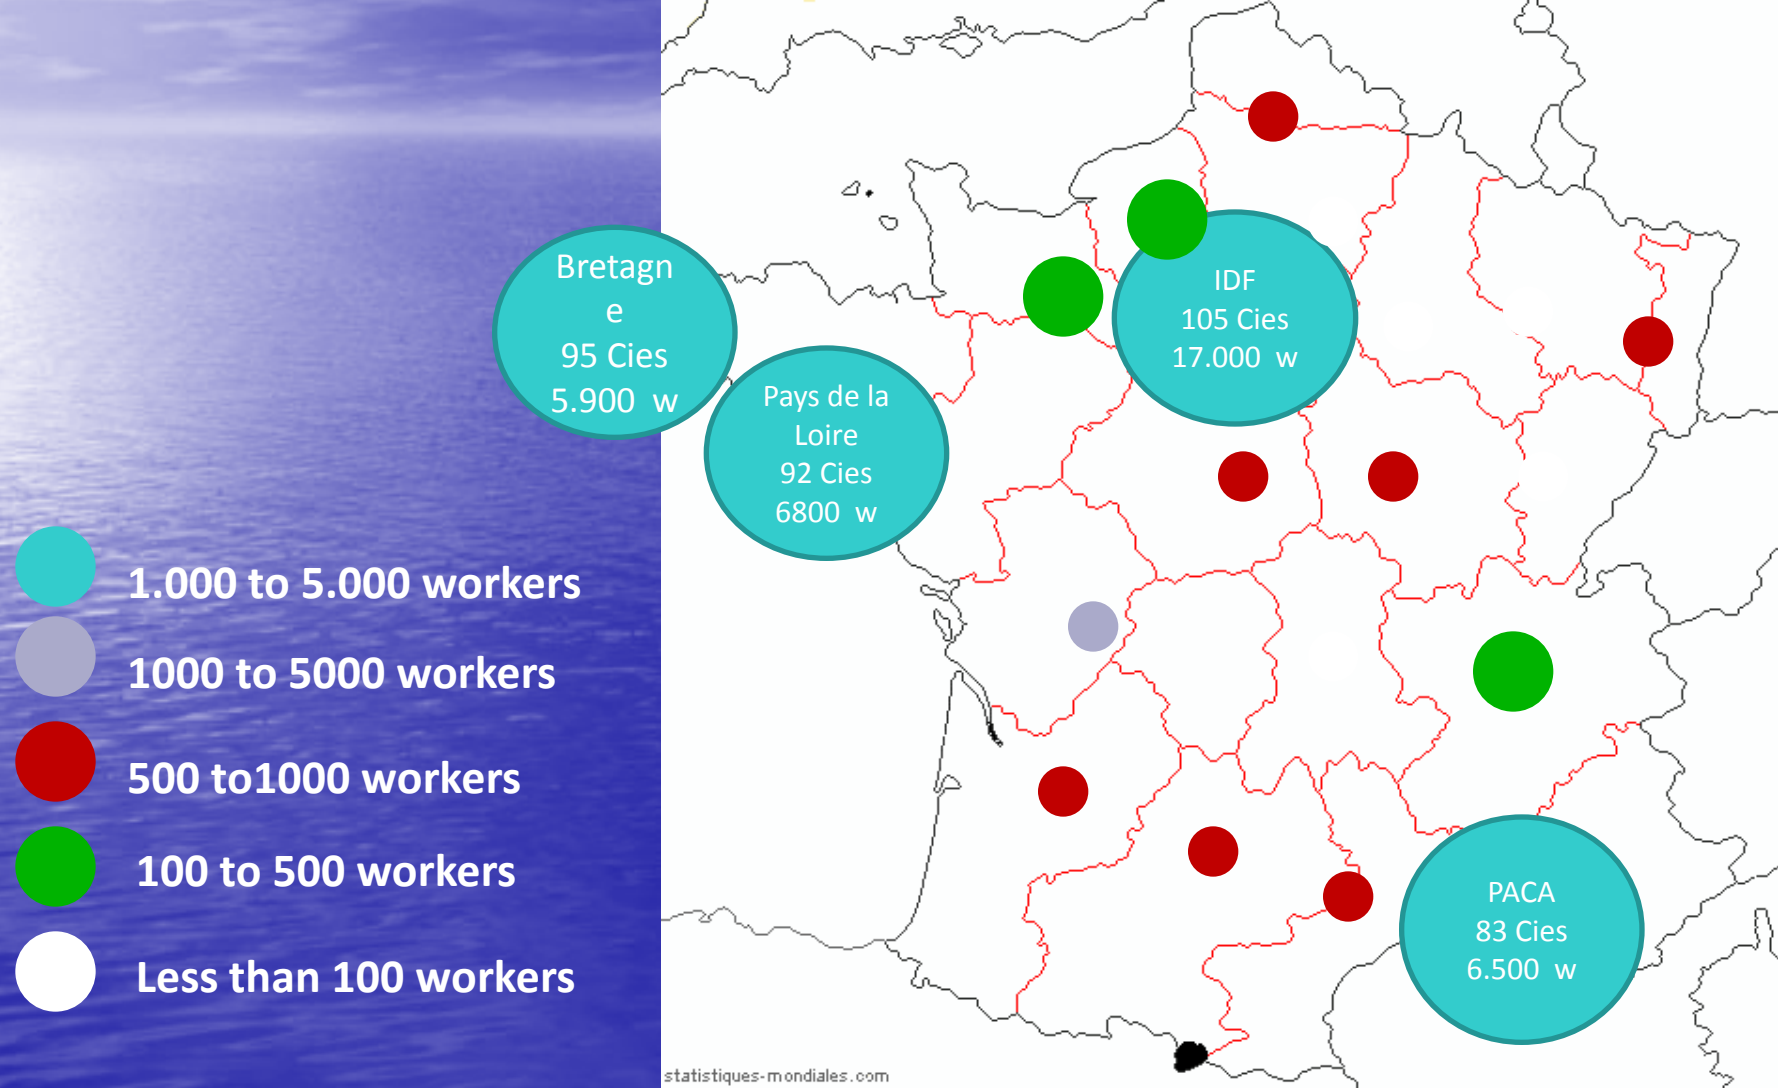 Bretagn
e
95 Cies
5.900 w
Pays de la
Loire
92 Cies
6800 w
IDF
105 Cies
17.000 w
PACA
83 Cies
6.500 w
1.000 to 5.000 workers
1000 to 5000 workers
500 to1000 workers
100 to 500 workers
Less than 100 workers
statistiques-mondiales.com